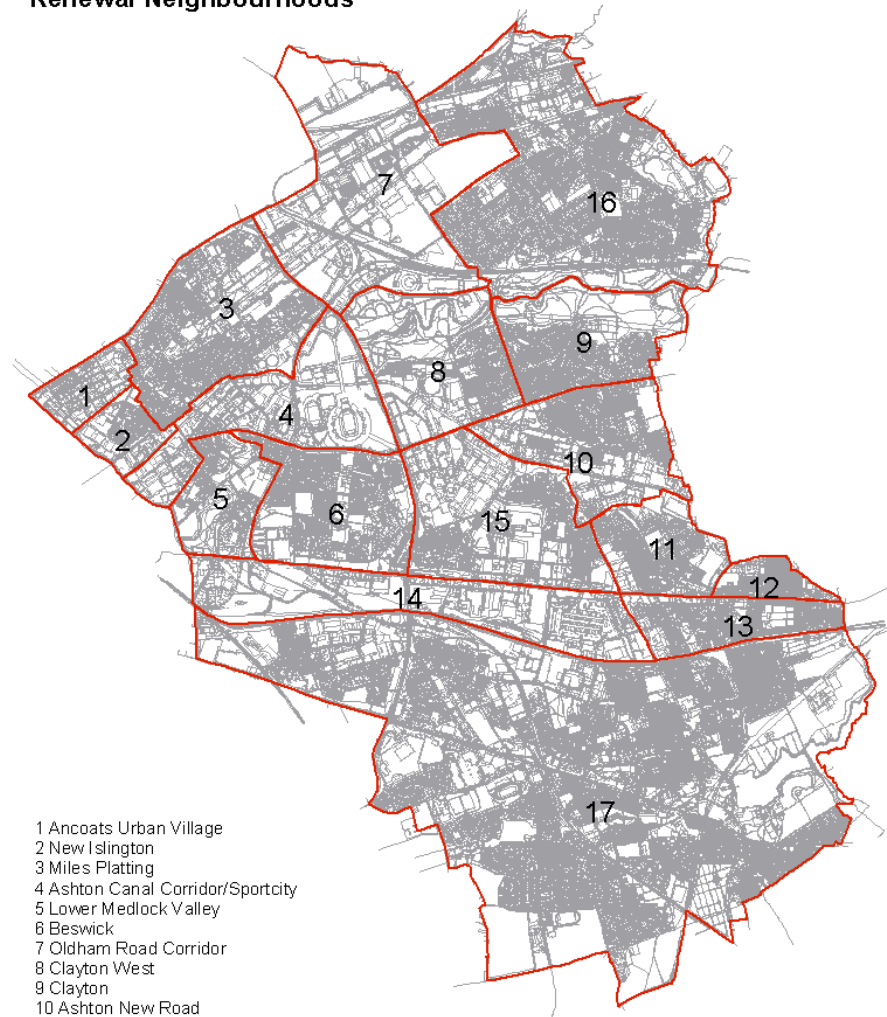 Renewal Neighbourhoods
7
16
3
9
8
1
4
2
10
5
6
15
11
12
14
13
17
1 Ancoats Urban Village
2 New Islington
3 Miles Platting
4 Ashton Canal Corridor/Sportcity
5 Lower Medlock Valley
6 Beswick
7 Oldham Road Corridor
8 Clayton West
9 Clayton
10 Ashton New Road